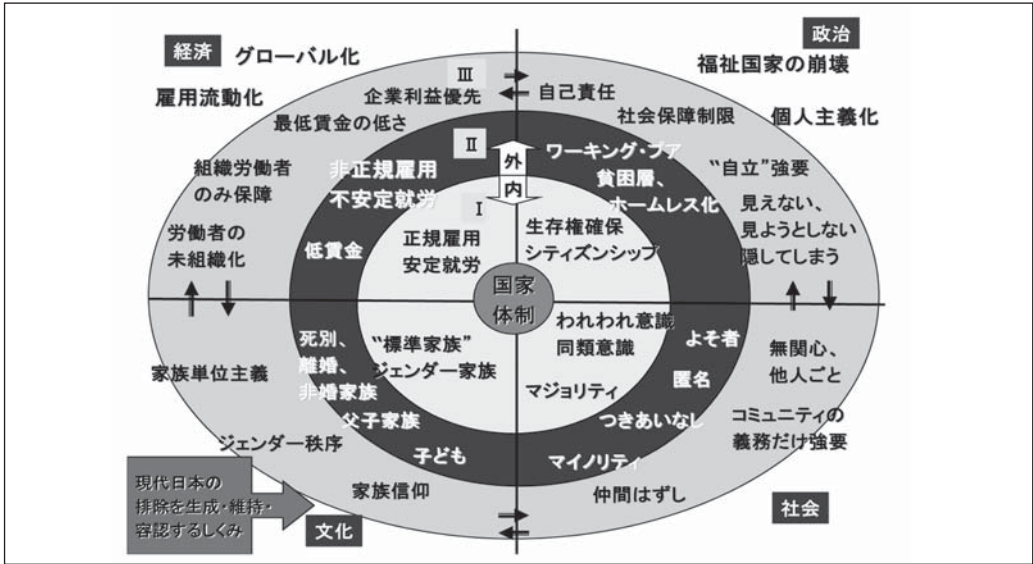 経済
グローバル化
雇用流動化
政治
福祉国家の崩壊
個人主義化
Ⅲ
企業利益優先
最低賃金の低さ
組織労働者
のみ保障
労働者の
未組織化
自己責任
社会保障制限
“自立”強要
見えない、
見ようとしない
隠してしまう
Ⅱ
非正規雇用
不安定就労
低賃金
外
内
ワーキング・プア
貧困層、
ホームレス化
Ⅰ
正規雇用
安定就労
生存権確保
シティズンシップ
国家
体制
“標準家族”
ジェンダー家族
われわれ意識
同類意識
マジョリティ
死別、
離婚、
非婚家族
父子家族
子ども
よそ者
匿名
つきあいなし
マイノリティ
家族単位主義
ジェンダー秩序
家族信仰
無関心、
他人ごと
コミュニティの
義務だけ強要
仲間はずし
現代日本の
排除を生成・維持・
容認するしくみ
文化
社会